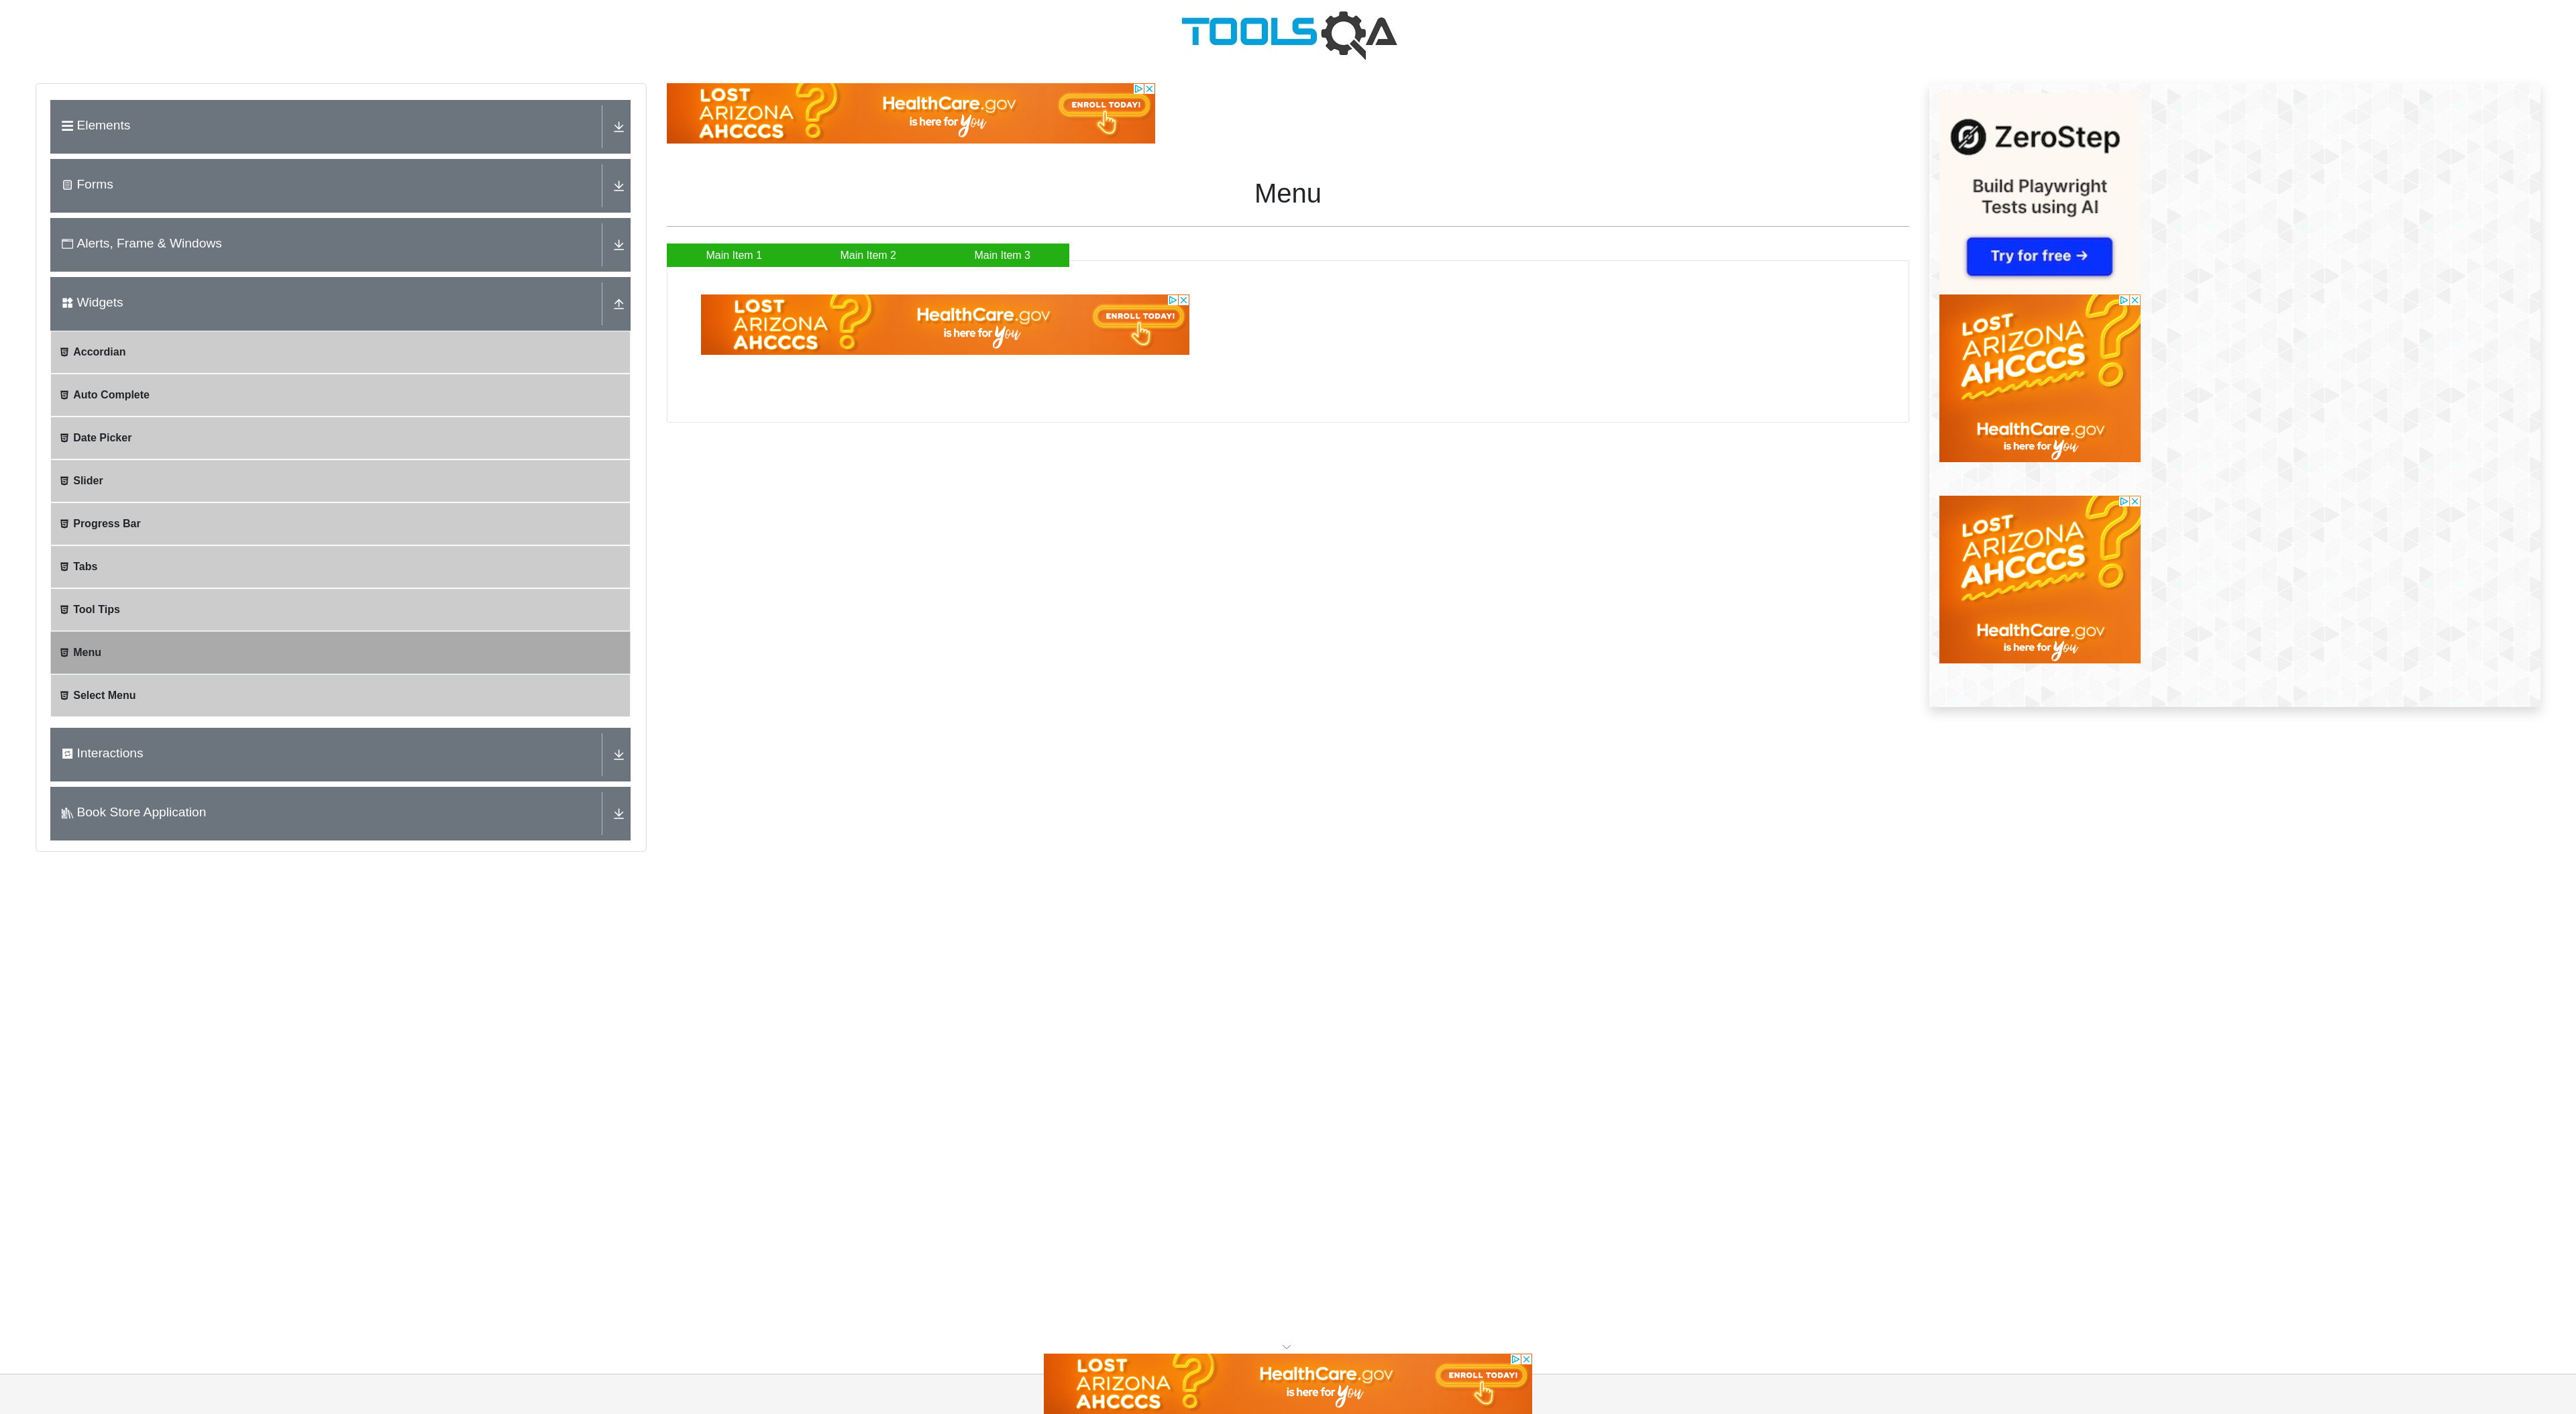 TOOLSQA
Elements
Forms
Alerts, Frame & Windows
Widgets
Accordian
Auto Complete
Date Picker
Slider
Progress Bar
Tabs
Tool Tips
Menu
Select Menu
Interactions
Book Store Application
LOST
ARIZONA
AHCCCS
?
HealthCare.gov
is here for you
ENROLL TODAY!
Menu
Main Item 1
Main Item 2
Main Item 3
LOST
ARIZONA
AHCCCS
?
HealthCare.gov
is here for you
ENROLL TODAY!
ZeroStep
Build Playwright
Tests using AI
Try for free →
LOST
ARIZONA
AHCCCS
?
HealthCare.gov
is here for you
LOST
ARIZONA
AHCCCS
?
HealthCare.gov
is here for you
LOST
ARIZONA
AHCCCS
?
HealthCare.gov
is here for you
ENROLL TODAY!